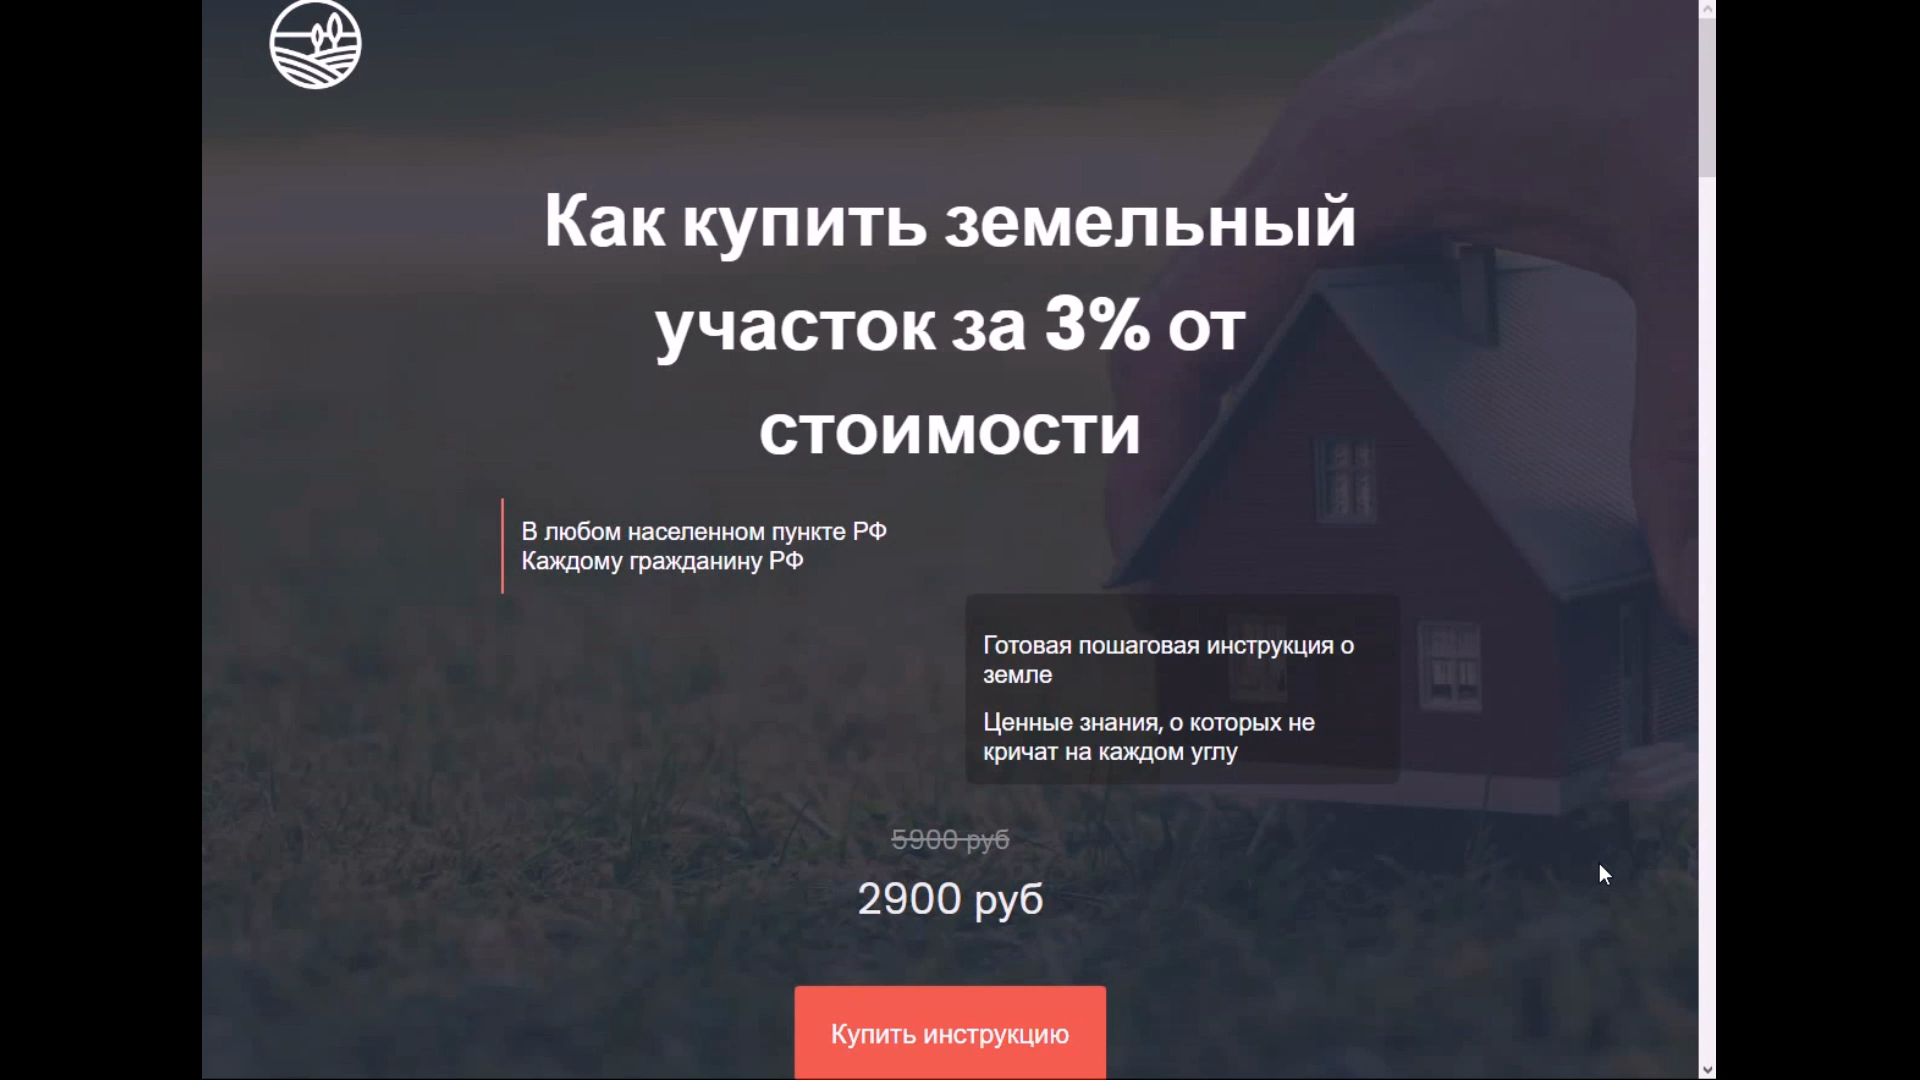 Как купить земельный
участок за 3% от
стоимости
В любом населенном пункте РФ
Каждому гражданину РФ
Готовая пошаговая инструкция о
земле
Ценные знания, о которых не
кричат на каждом углу
5900 руб
2900 руб
Купить инструкцию